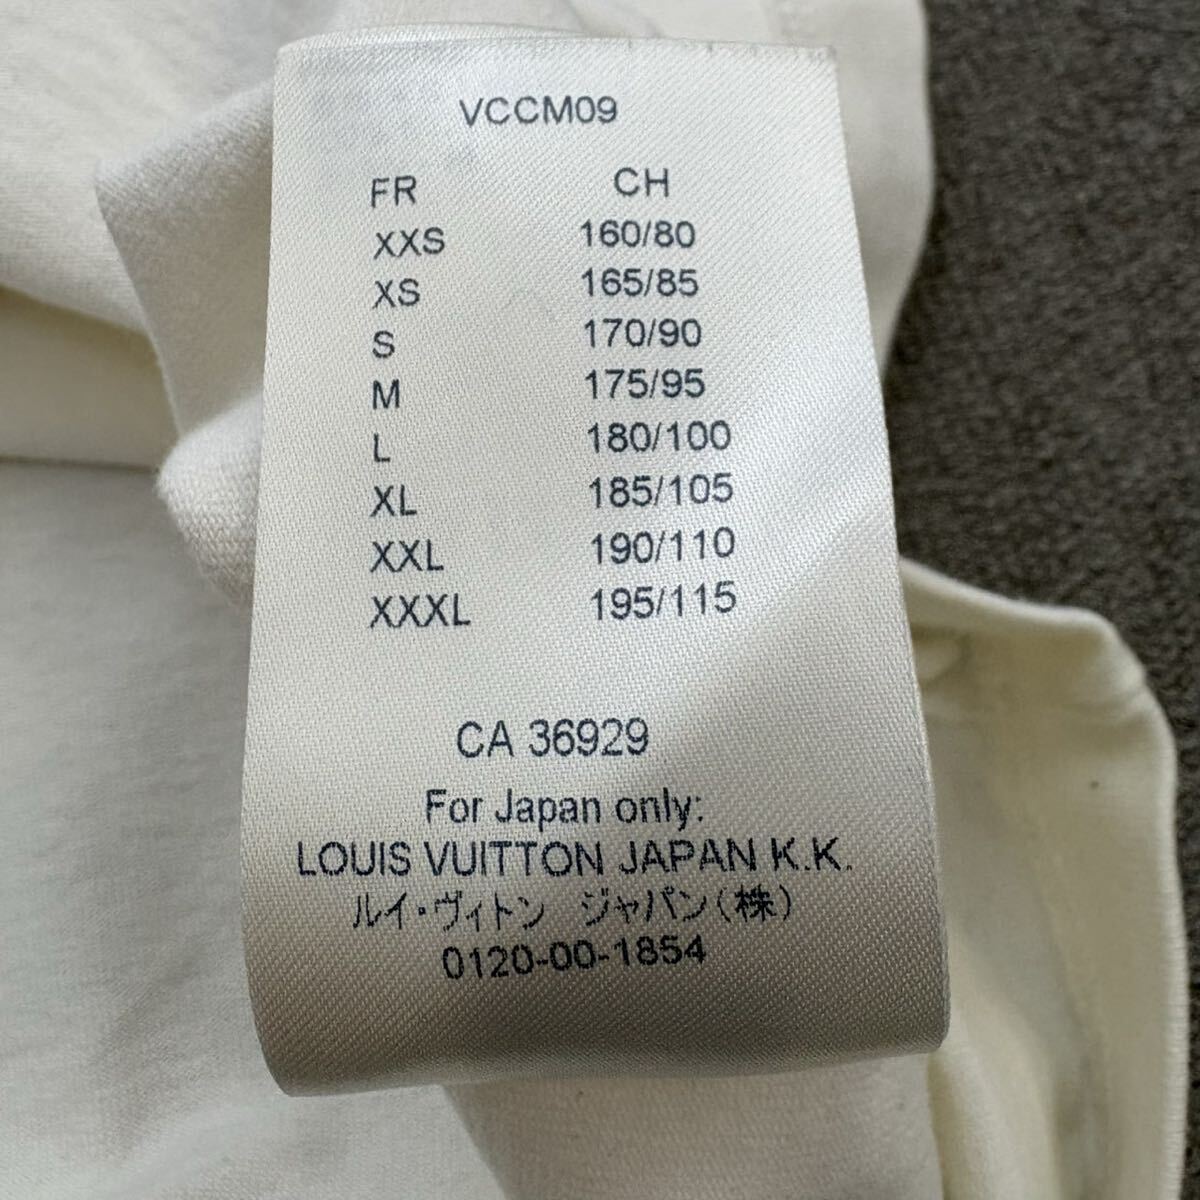 VCCM09
FR CH
XXS 160/80
XS 165/85
S 170/90
M 175/95
L 180/100
XL 185/105
XXL 190/110
XXXL 195/115
CA 36929
For Japan only:
LOUIS VUITTON JAPAN K.K.
ルイ・ヴィトン ジャパン(株)
0120-00-1854